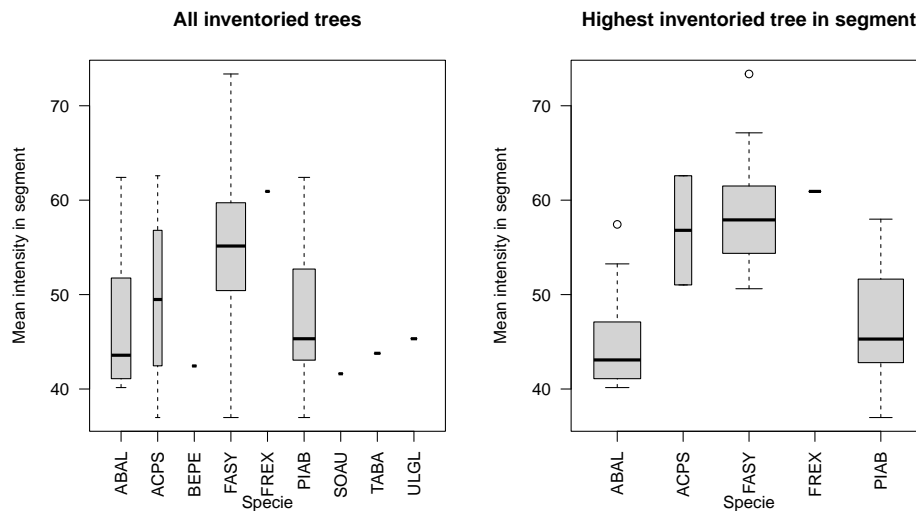 All inventoried trees
Mean intensity in segment
70
60
50
40
ABAL
ACPS
BEPE
FASY
FREX
PIAB
SOAU
TABA
ULGL
Specie
Highest inventoried tree in segment
Mean intensity in segment
70
60
50
40
ABAL
ACPS
FASY
FREX
PIAB
Specie